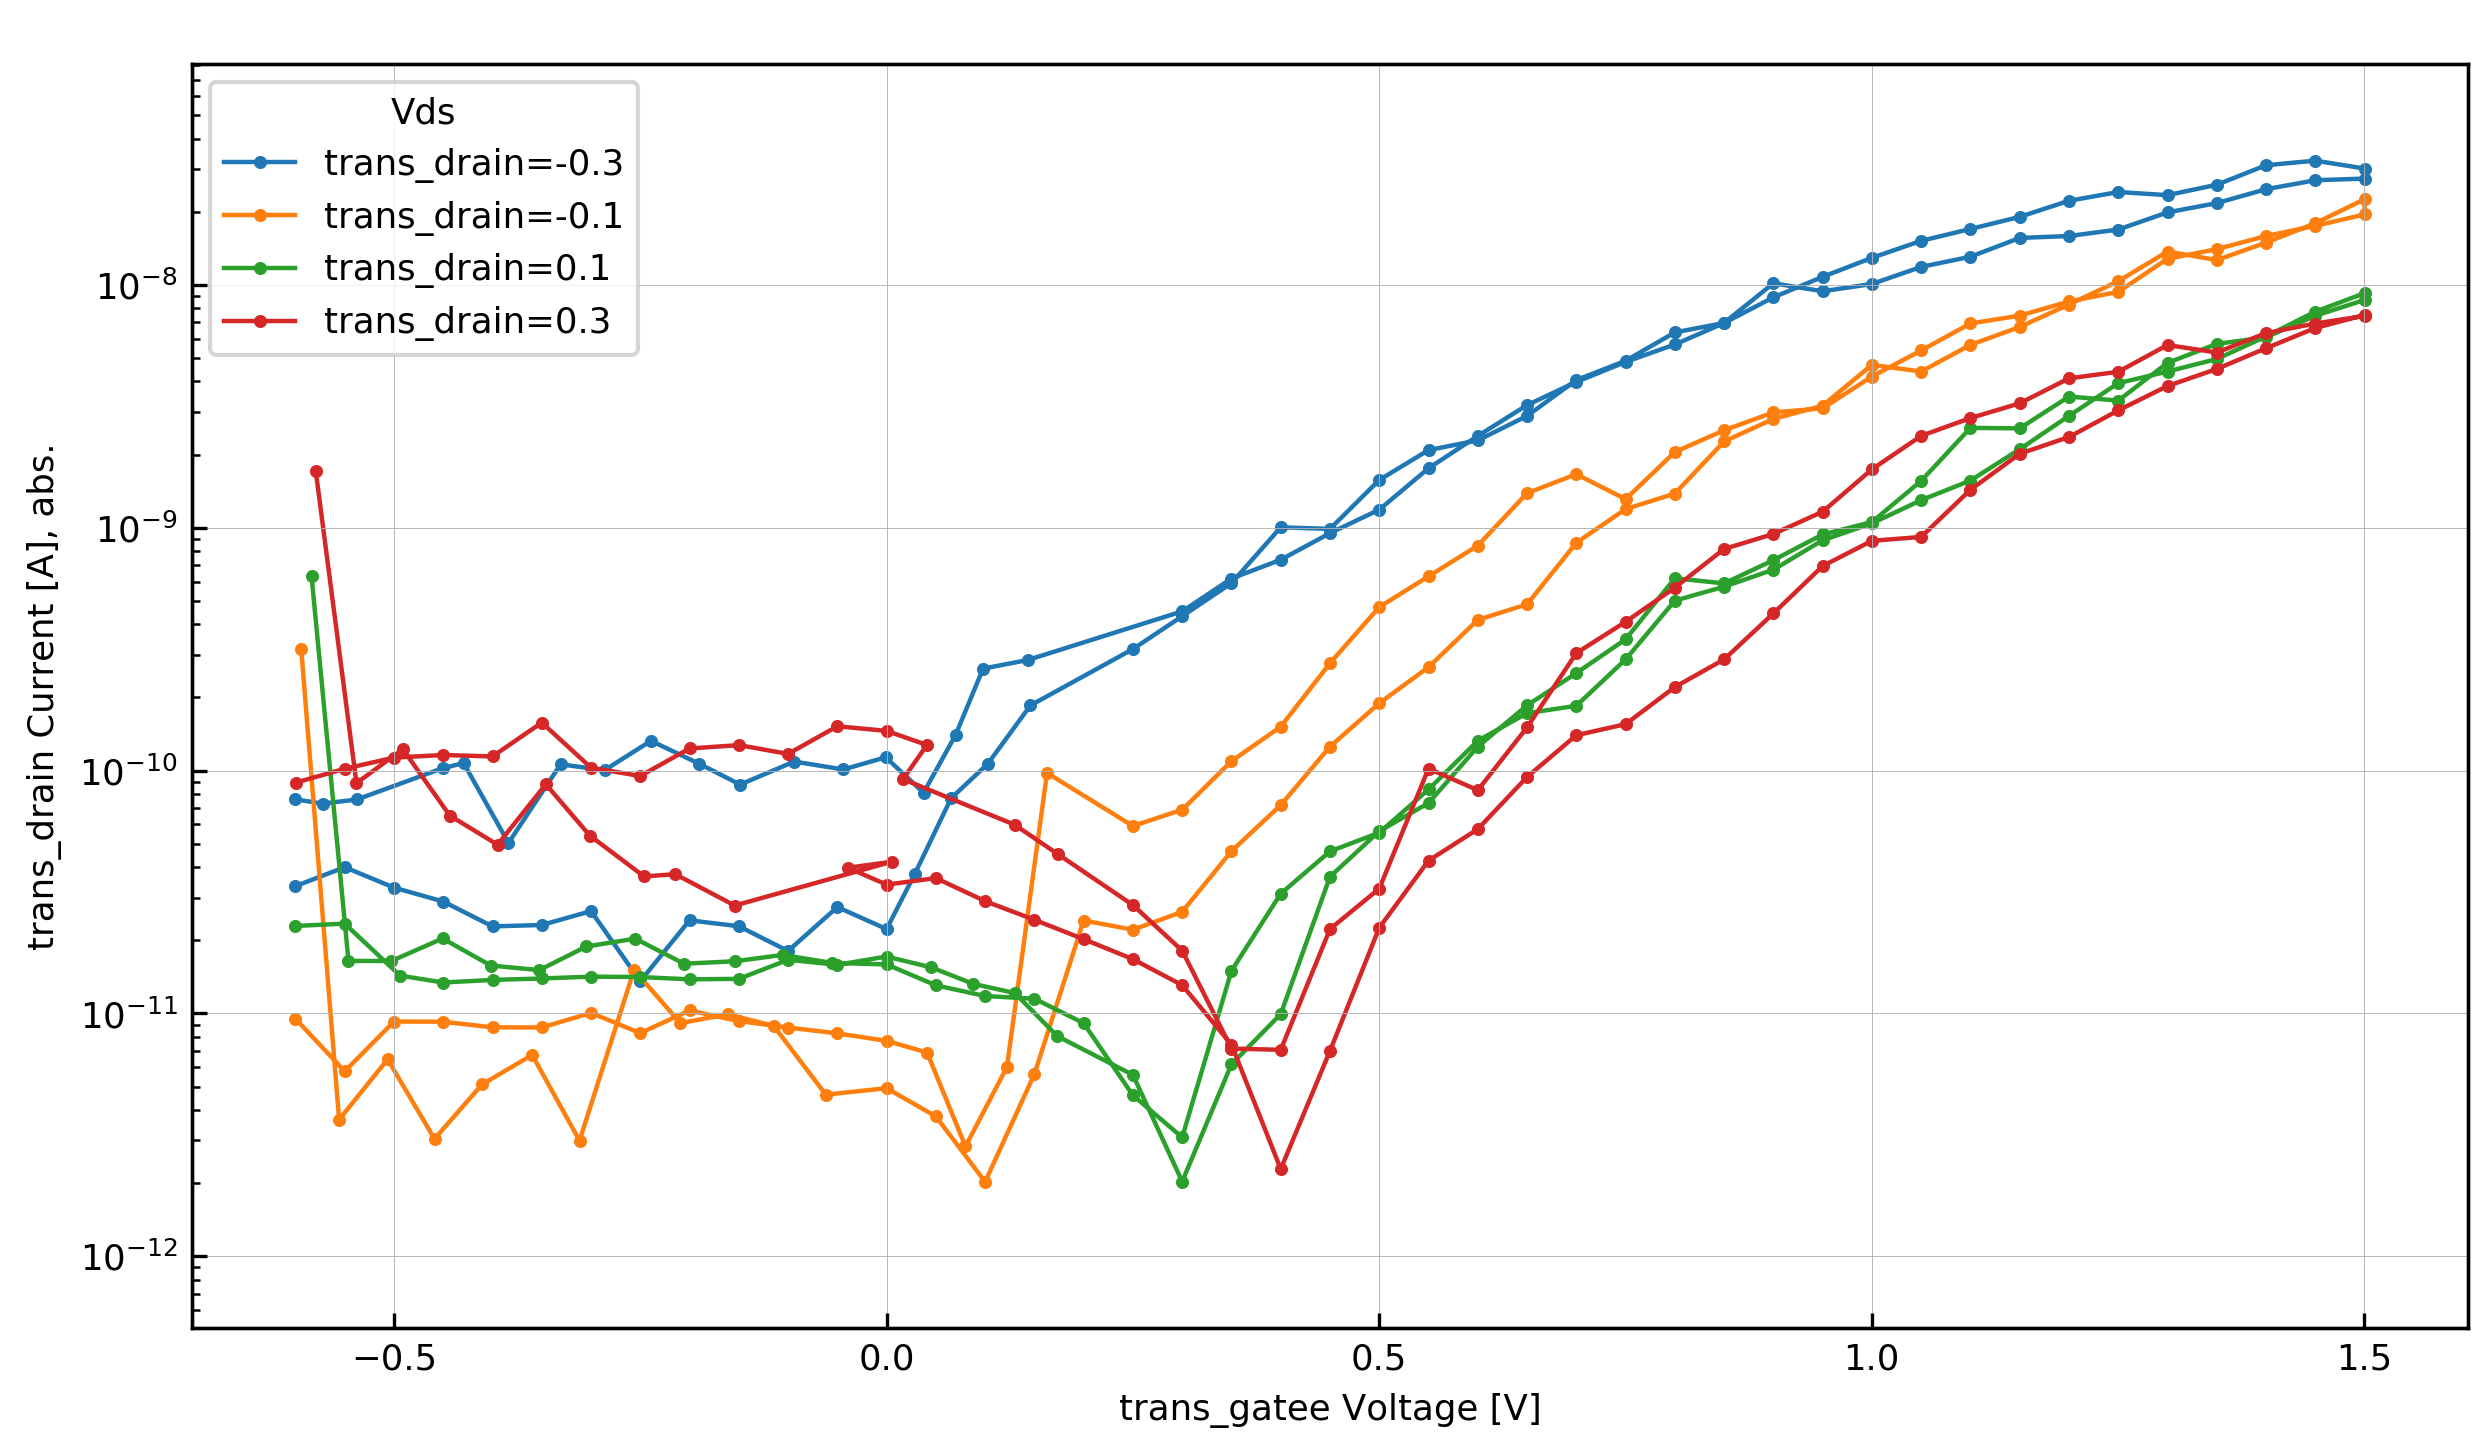 Vds
trans_drain=-0.3
trans_drain=-0.1
trans_drain=0.1
trans_drain=0.3
trans_drain Current [A], abs.
10⁻⁸
10⁻⁹
10⁻¹⁰
10⁻¹¹
10⁻¹²
−0.5 0.0 0.5 1.0 1.5
trans_gatee Voltage [V]